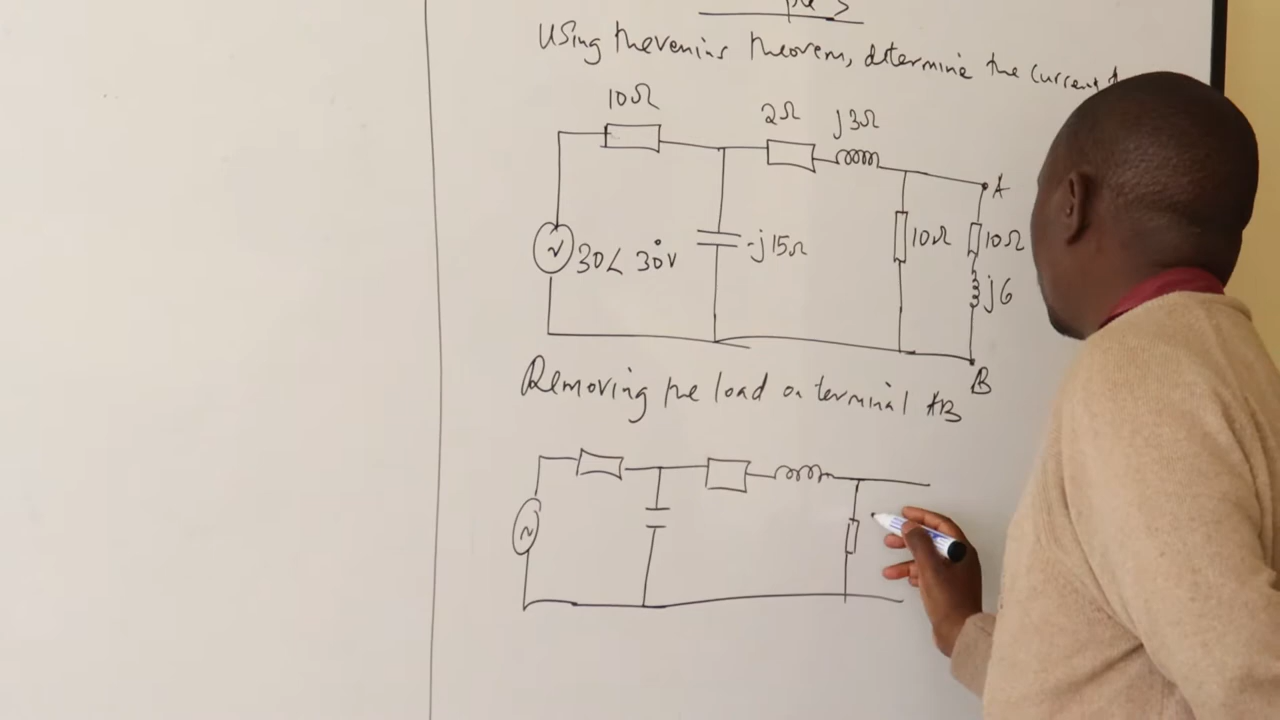 Using thevenins theorem, determine the current
10Ω
2Ω
j3Ω
A
30∠30°V
-j15Ω
10Ω
10Ω
j6
B
Removing the load on terminal AB